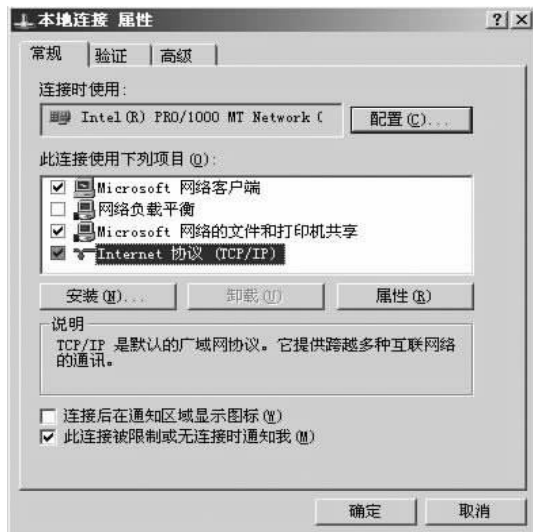 本地连接 属性
常规 验证 高级
连接时使用:
Intel(R) PRO/1000 MT Network C
配置(C)...
此连接使用下列项目(O):
Microsoft 网络客户端
网络负载平衡
Microsoft 网络的文件和打印机共享
Internet 协议 (TCP/IP)
安装(N)... 卸载(U) 属性(R)
说明
TCP/IP 是默认的广域网协议。它提供跨越多种互联网络
的通讯。
连接后在通知区域显示图标(W)
此连接被限制或无连接时通知我(M)
确定 取消